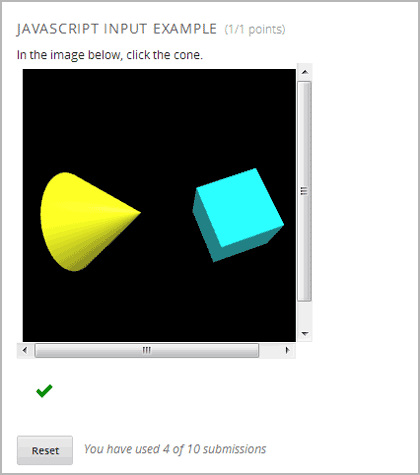 JAVASCRIPT INPUT EXAMPLE (1/1 points)
In the image below, click the cone.
Reset You have used 4 of 10 submissions